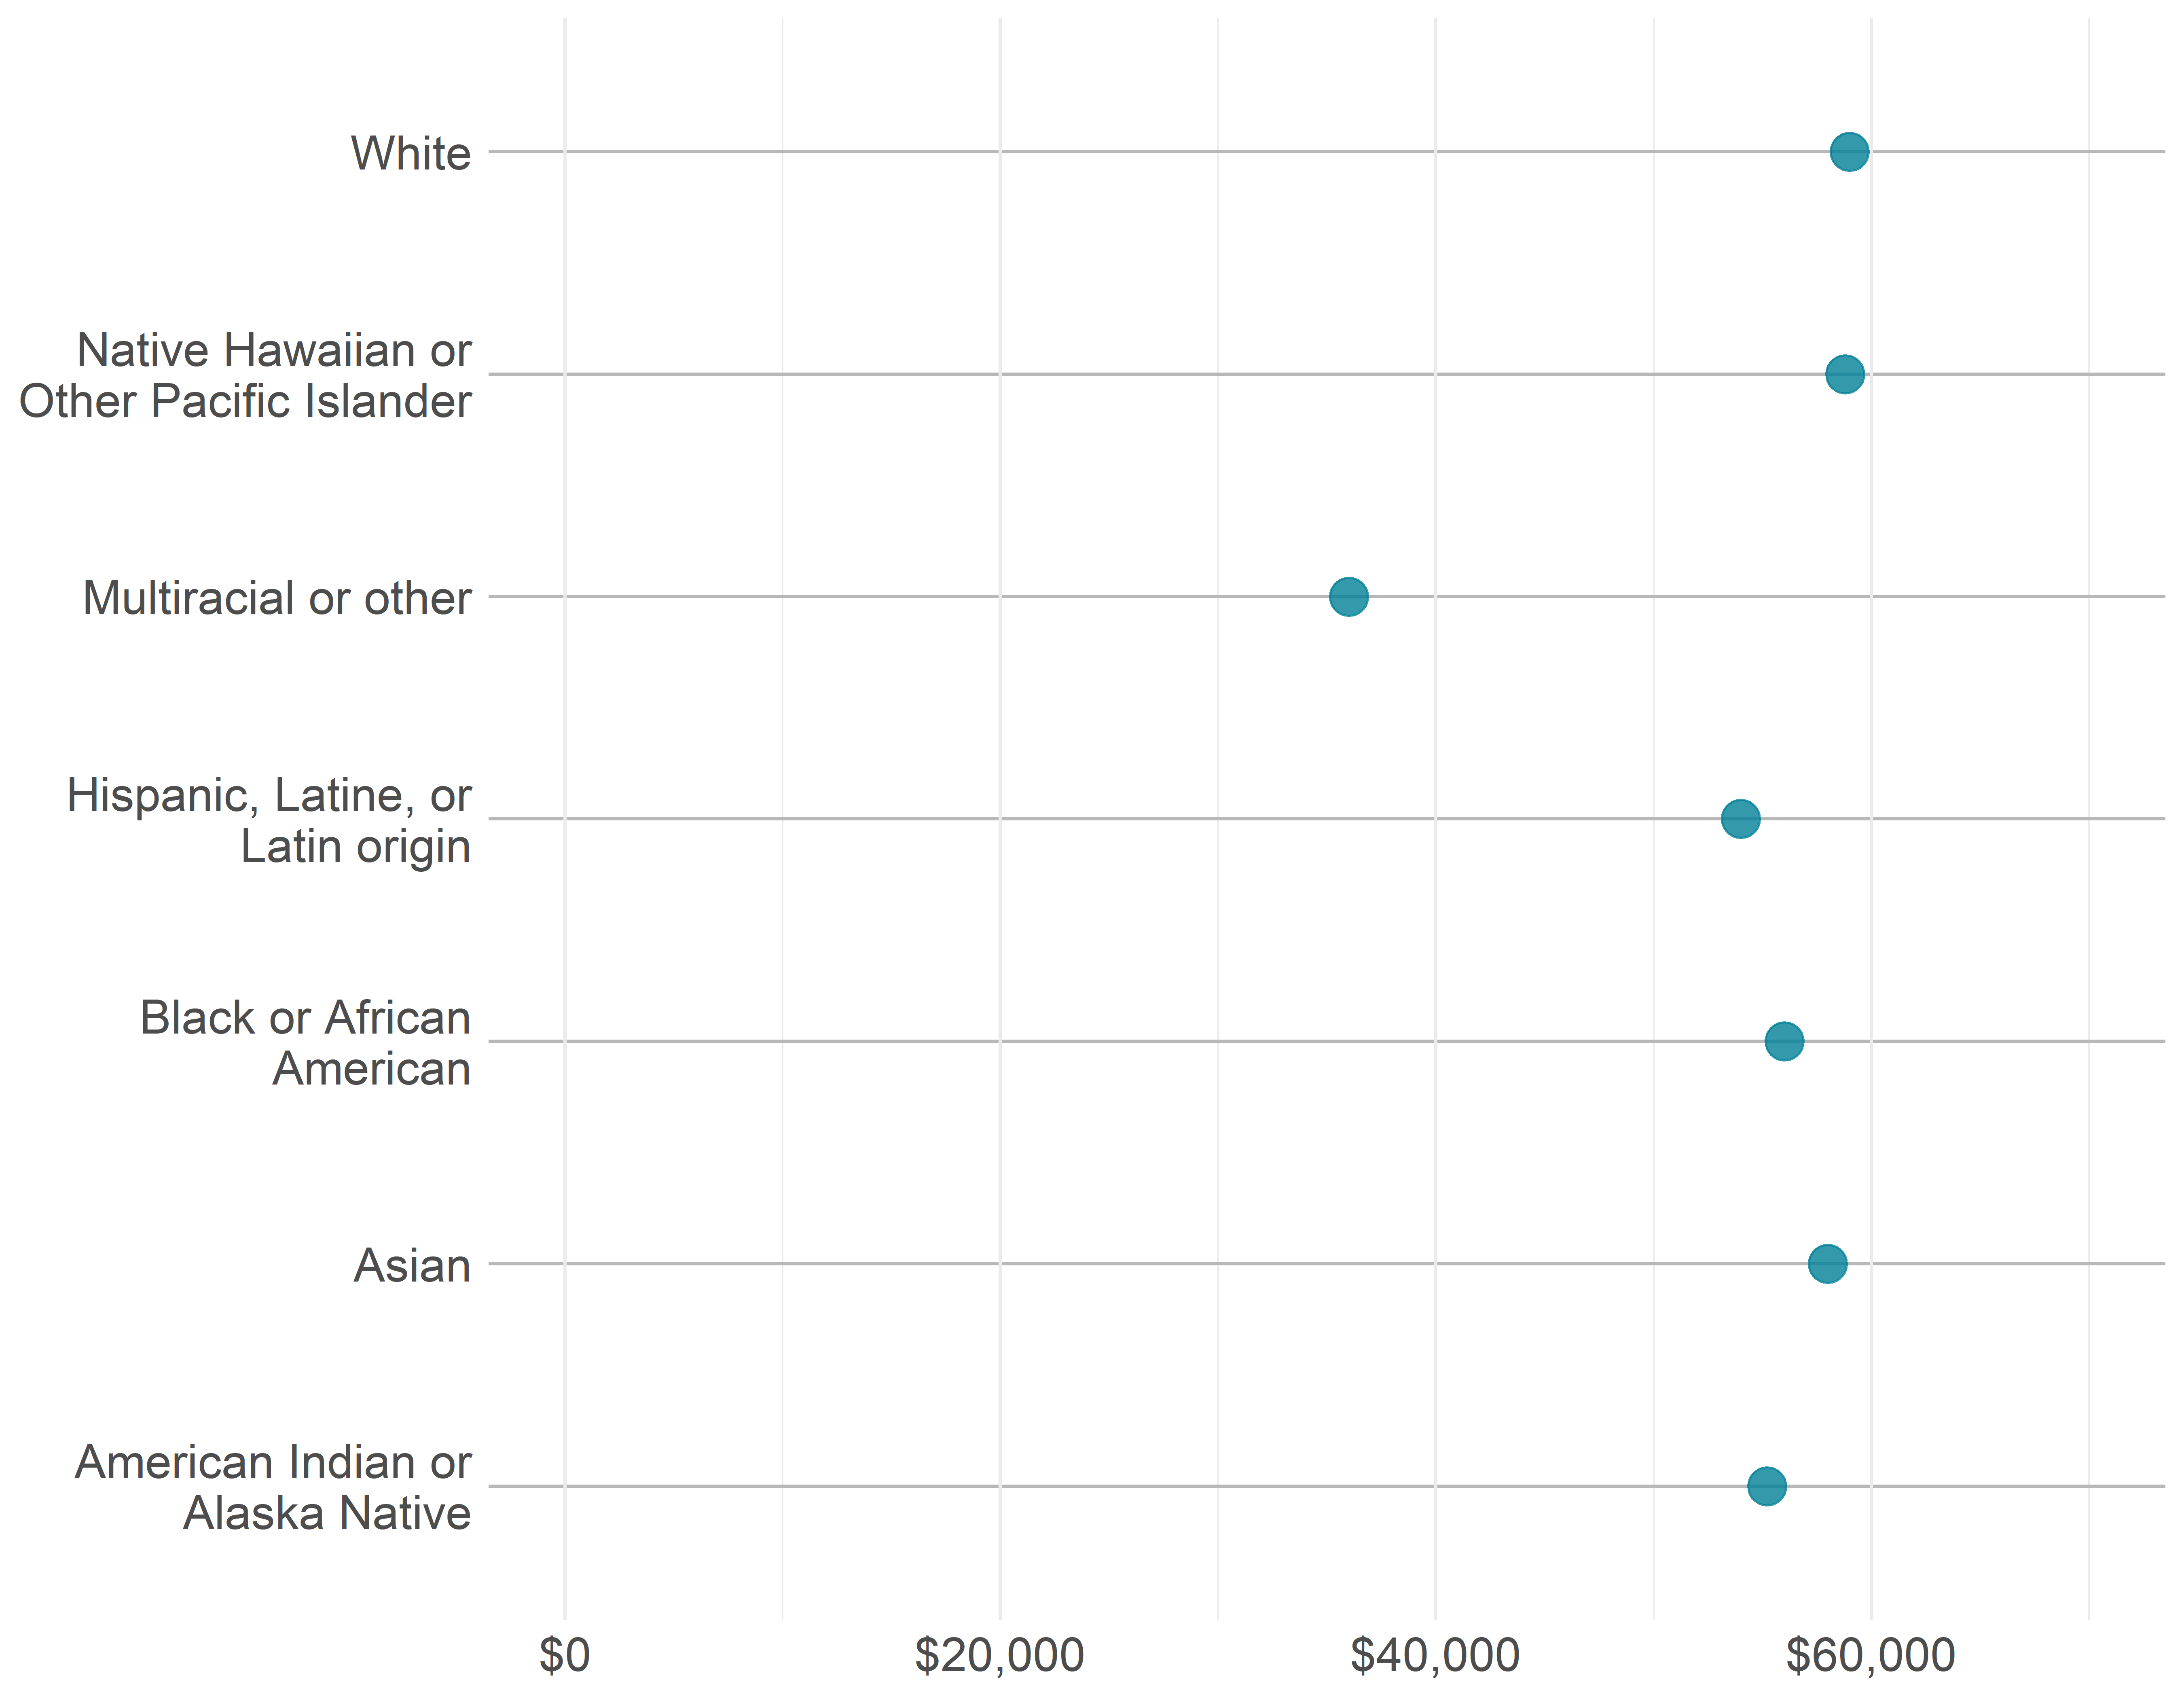 White
Native Hawaiian or
Other Pacific Islander
Multiracial or other
Hispanic, Latine, or
Latin origin
Black or African
American
Asian
American Indian or
Alaska Native
$0
$20,000
$40,000
$60,000